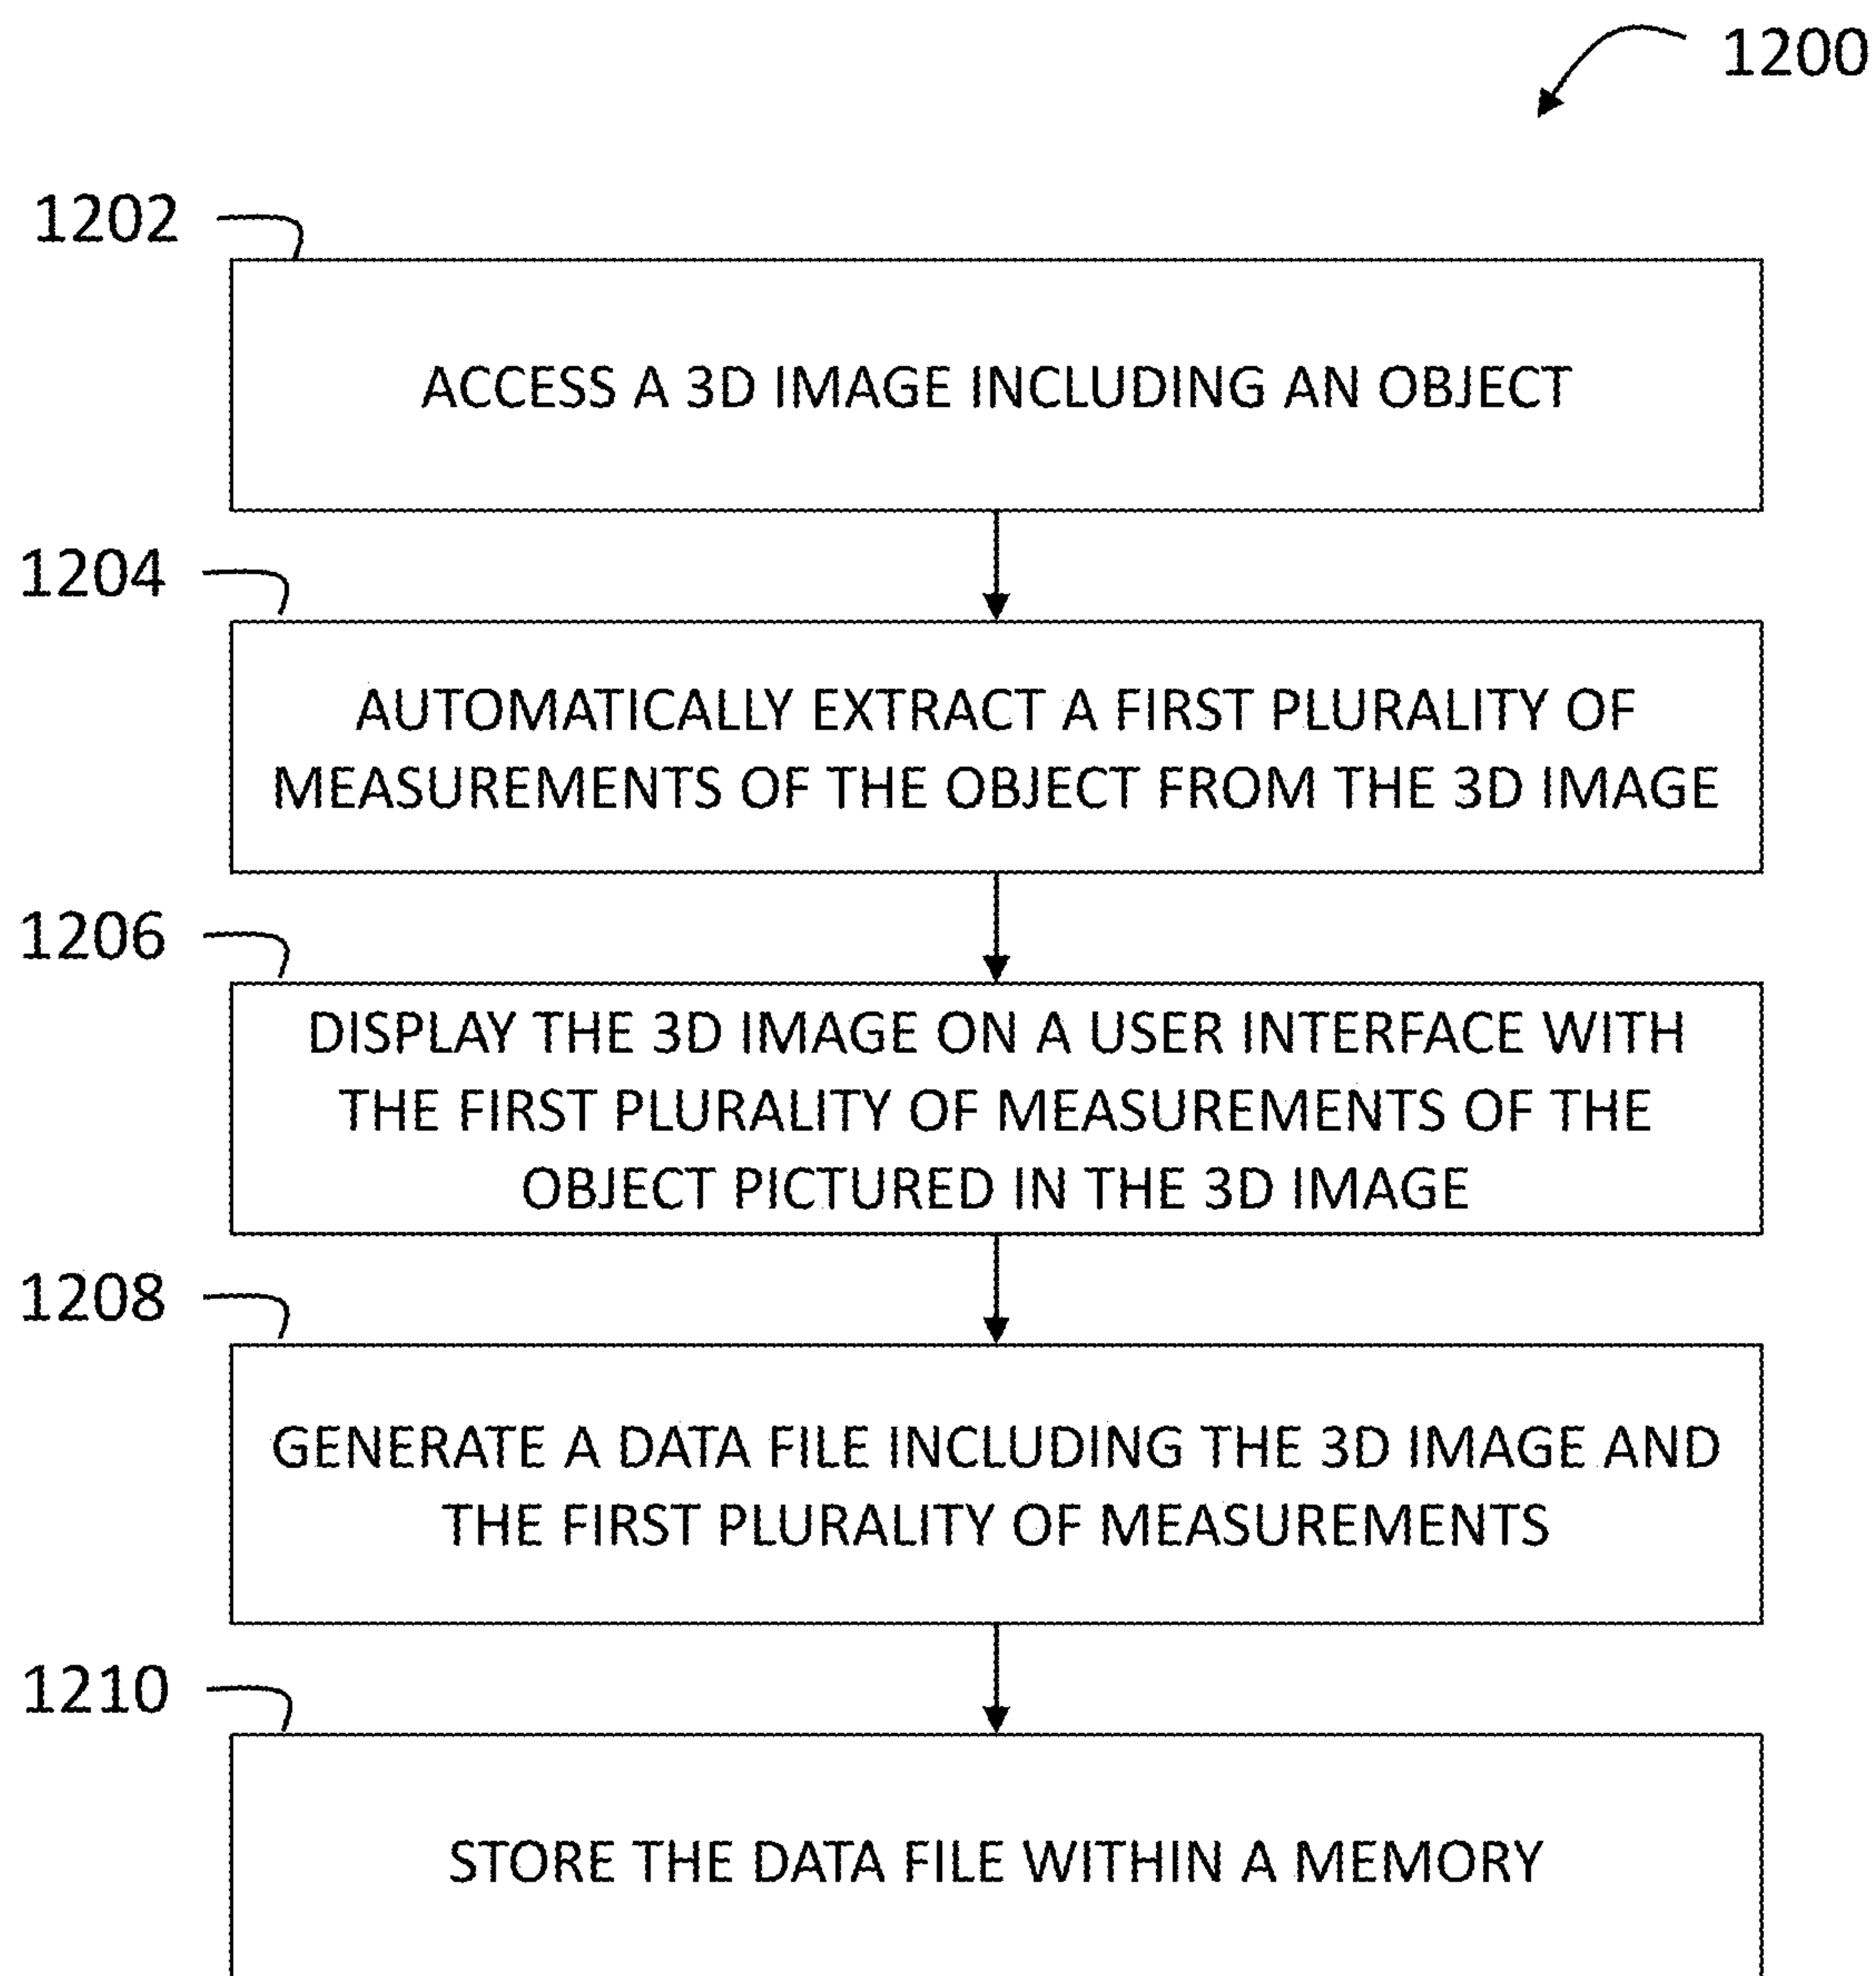 1200
1202
ACCESS A 3D IMAGE INCLUDING AN OBJECT
1204
AUTOMATICALLY EXTRACT A FIRST PLURALITY OF
MEASUREMENTS OF THE OBJECT FROM THE 3D IMAGE
1206
DISPLAY THE 3D IMAGE ON A USER INTERFACE WITH
THE FIRST PLURALITY OF MEASUREMENTS OF THE
OBJECT PICTURED IN THE 3D IMAGE
1208
GENERATE A DATA FILE INCLUDING THE 3D IMAGE AND
THE FIRST PLURALITY OF MEASUREMENTS
1210
STORE THE DATA FILE WITHIN A MEMORY